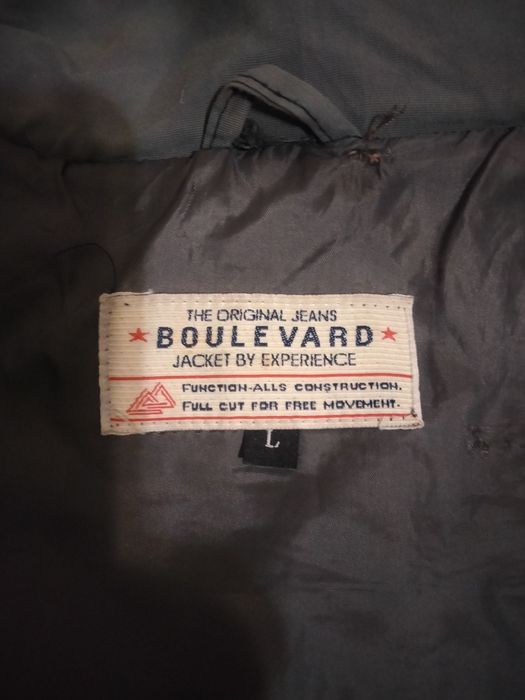 THE ORIGINAL JEANS
BOULEVARD
JACKET BY EXPERIENCE
FUNCTION-ALLS CONSTRUCTION.
FULL CUT FOR FREE MOVEMENT.
L